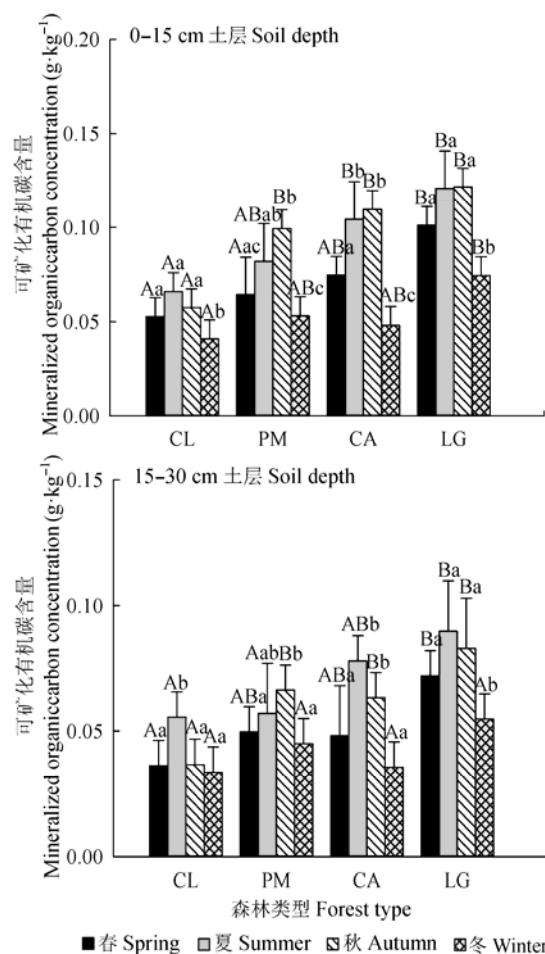 0–15 cm 土层 Soil depth
可矿化有机碳含量
Mineralized organiccarbon concentration (g·kg⁻¹)
0.20
0.15
0.10
0.05
0.00
Aa Aa Aa Ab
Aac ABab Bb ABc
ABa Bb Bb ABc
Ba Ba Ba Bb
CL PM CA LG
15–30 cm 土层 Soil depth
可矿化有机碳含量
Mineralized organiccarbon concentration (g·kg⁻¹)
0.15
0.10
0.05
0.00
Aa Ab Aa Aa
ABa Aab Bb Aa
ABa ABb Bb Aa
Ba Ba Ba Ab
CL PM CA LG
森林类型 Forest type
春 Spring 夏 Summer 秋 Autumn 冬 Winter